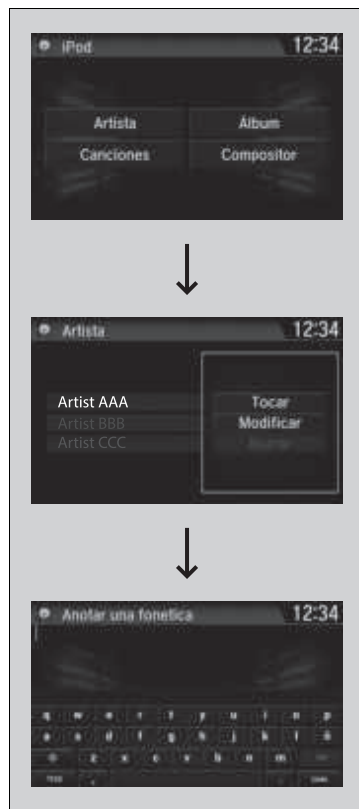 iPod 12:34
Artista Álbum
Canciones Compositor
Artista 12:34
Artist AAA Tocar
Artist BBB Modificar
Artist CCC
Anotar una fonetica 12:34
q w e r t y u i o p
a s d f g h j k l ñ
z x c v b n m